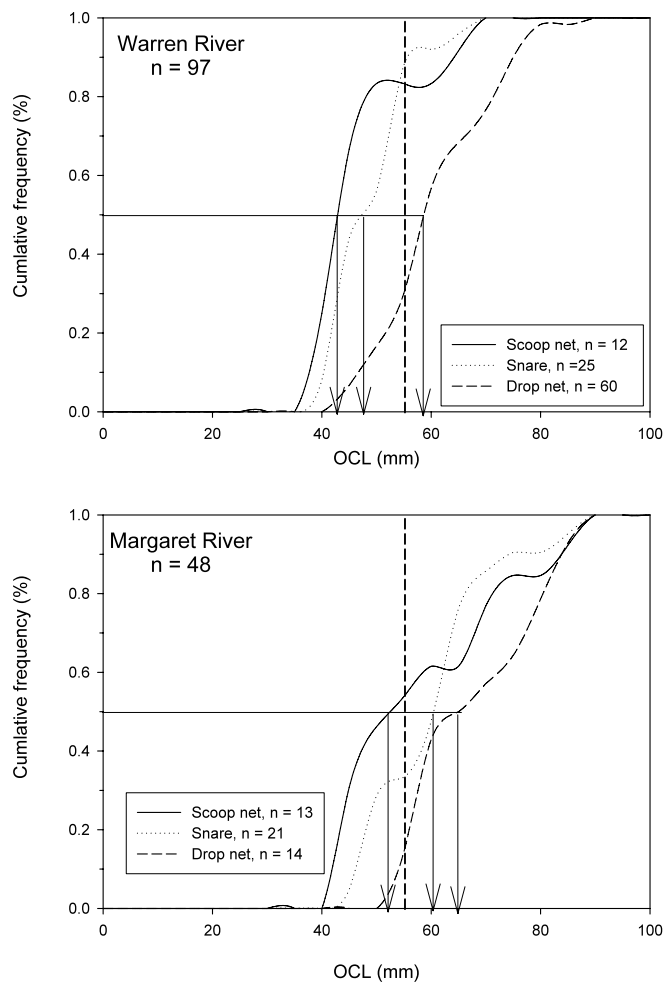 Warren River
n = 97
Cumlative frequency (%)
1.0
0.8
0.6
0.4
0.2
0.0
Scoop net, n = 12
Snare, n =25
Drop net, n = 60
0 20 40 60 80 100
OCL (mm)
Margaret River
n = 48
Cumlative frequency (%)
1.0
0.8
0.6
0.4
0.2
0.0
Scoop net, n = 13
Snare, n = 21
Drop net, n = 14
0 20 40 60 80 100
OCL (mm)